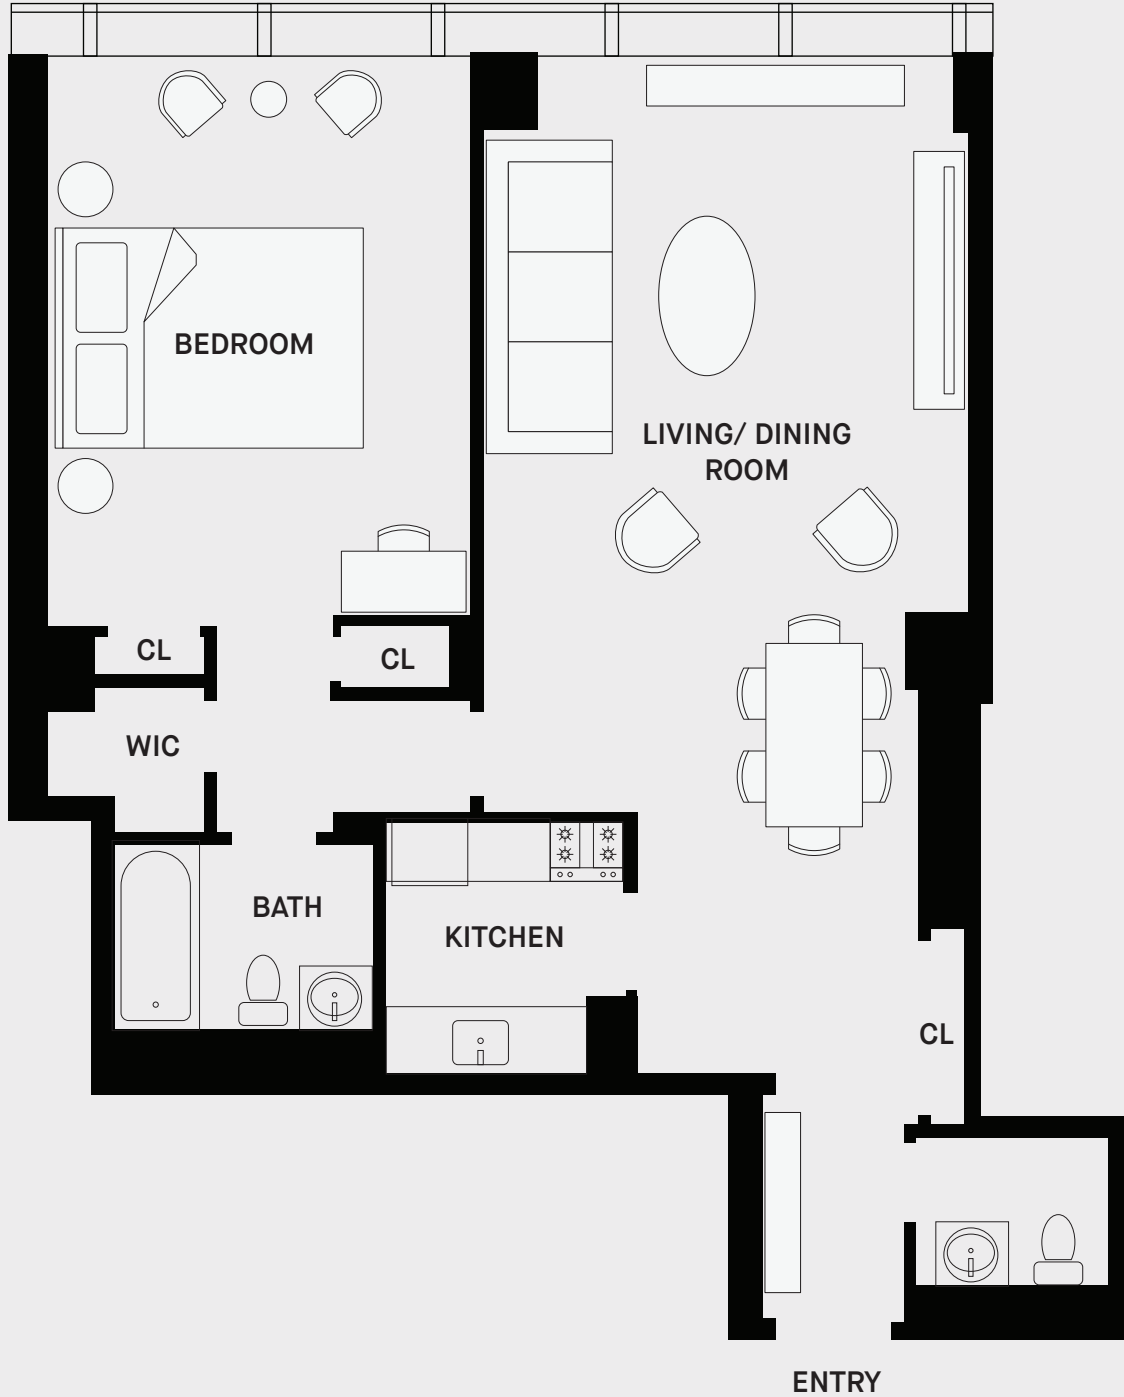 BEDROOM
LIVING/ DINING
ROOM
CL
CL
WIC
BATH
KITCHEN
CL
ENTRY